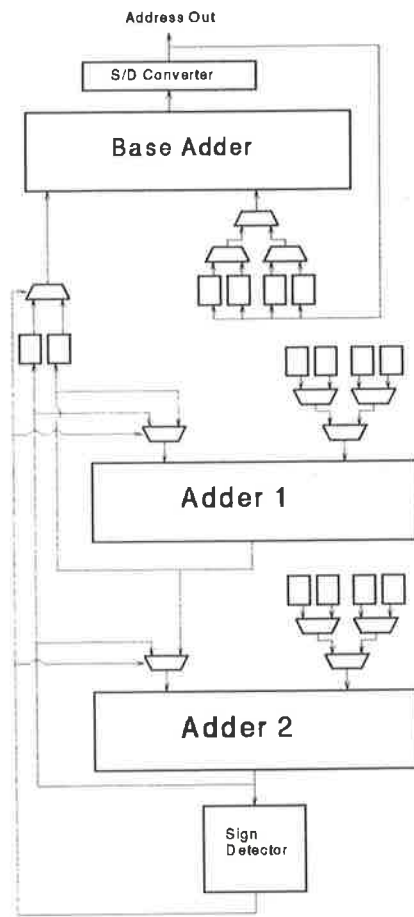 Address Out
S/D Converter
Base Adder
Adder 1
Adder 2
Sign
Detector